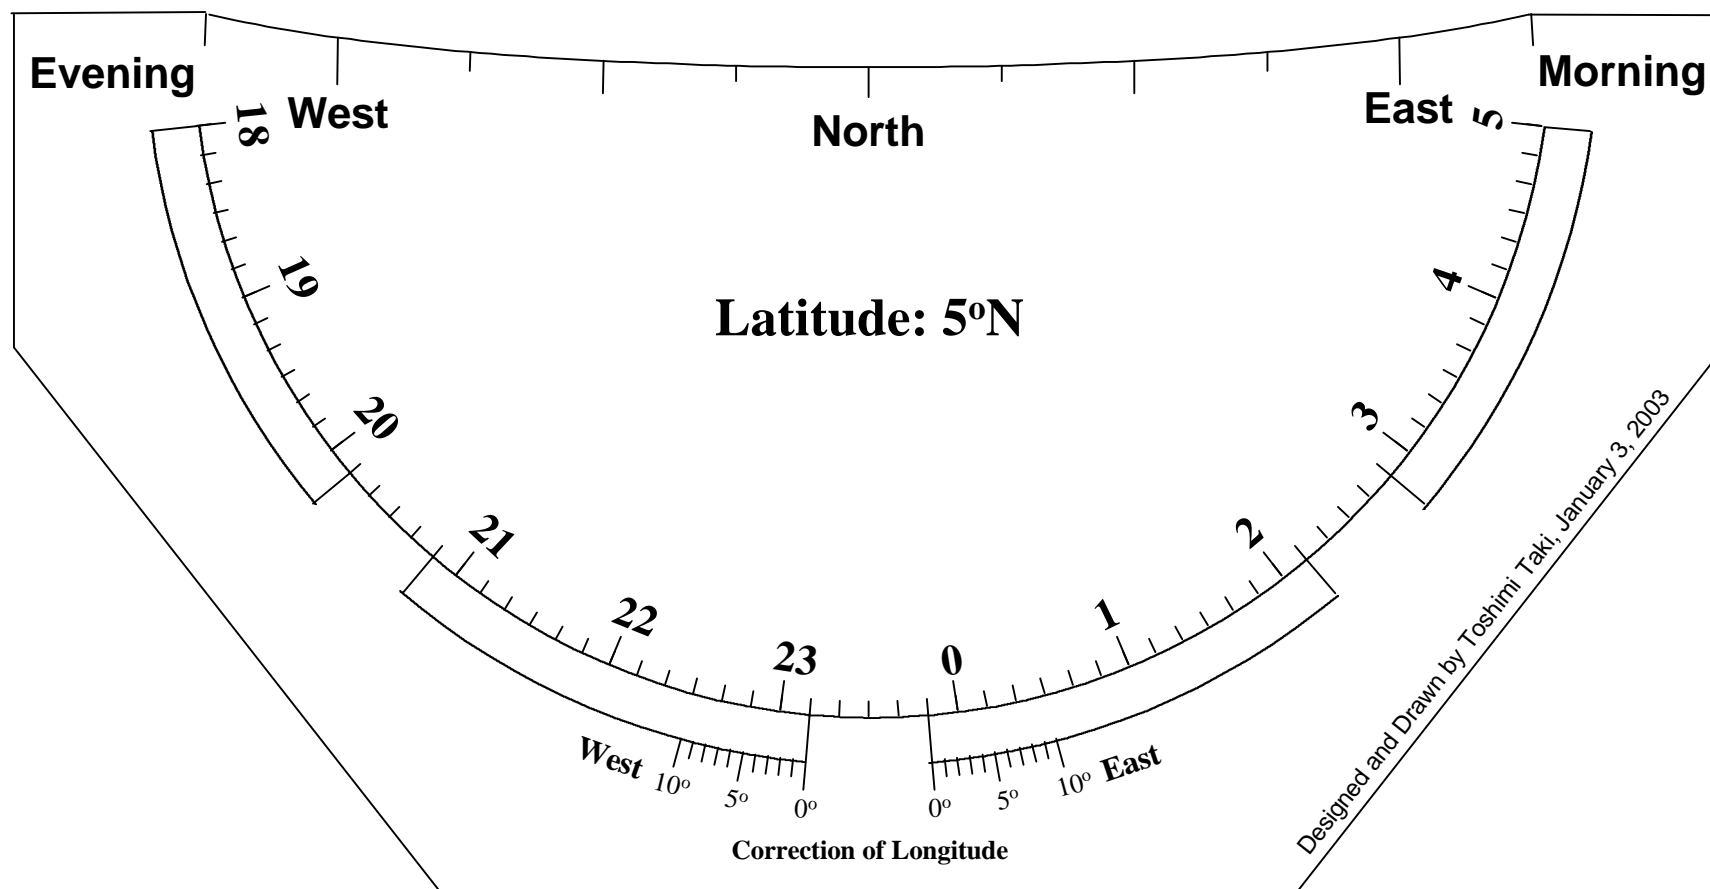 Evening
Morning
West
East
North
18
5
19
4
Latitude: 5ºN
20
3
21
2
22
1
23
0
West
10º
5º
0º
0º
5º
10º
East
Correction of Longitude
Designed and Drawn by Toshimi Taki, January 3, 2003